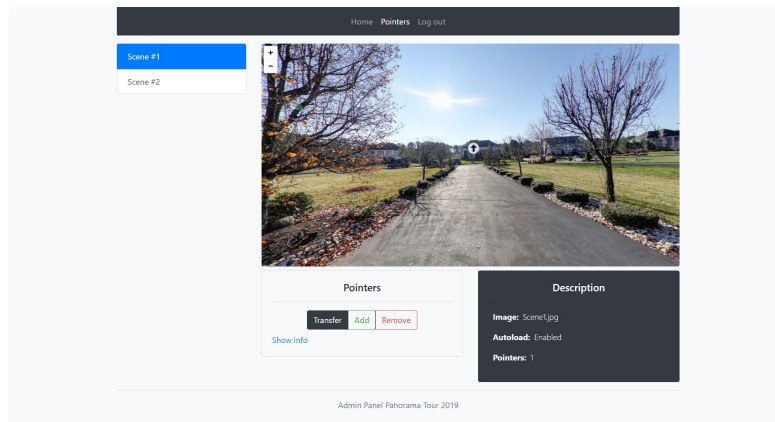 Home Pointers Log out
Scene #1
Scene #2
+
−
Pointers
Transfer Add Remove
Show info
Description
Image: Scene1.jpg
Autoload: Enabled
Pointers: 1
Admin Panel Panorama Tour 2019